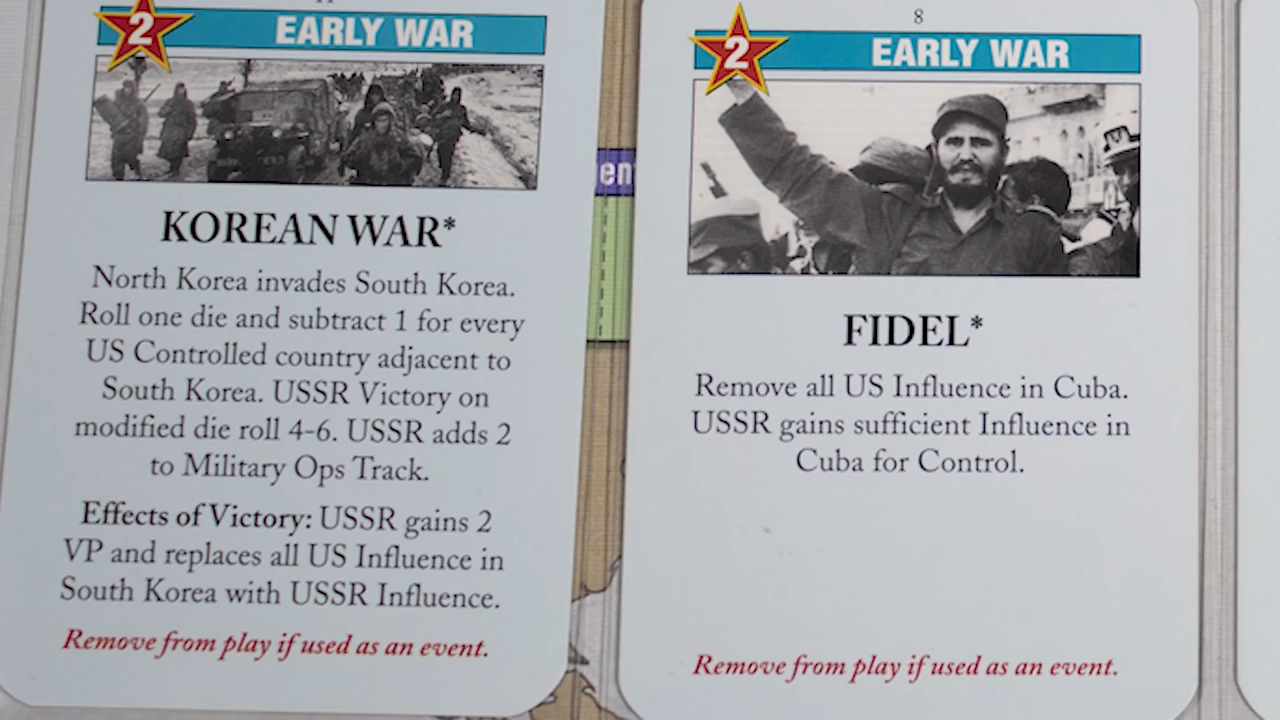 2
EARLY WAR
KOREAN WAR*
North Korea invades South Korea.
Roll one die and subtract 1 for every
US Controlled country adjacent to
South Korea. USSR Victory on
modified die roll 4-6. USSR adds 2
to Military Ops Track.
Effects of Victory: USSR gains 2
VP and replaces all US Influence in
South Korea with USSR Influence.
Remove from play if used as an event.
en
8
2
EARLY WAR
FIDEL*
Remove all US Influence in Cuba.
USSR gains sufficient Influence in
Cuba for Control.
Remove from play if used as an event.